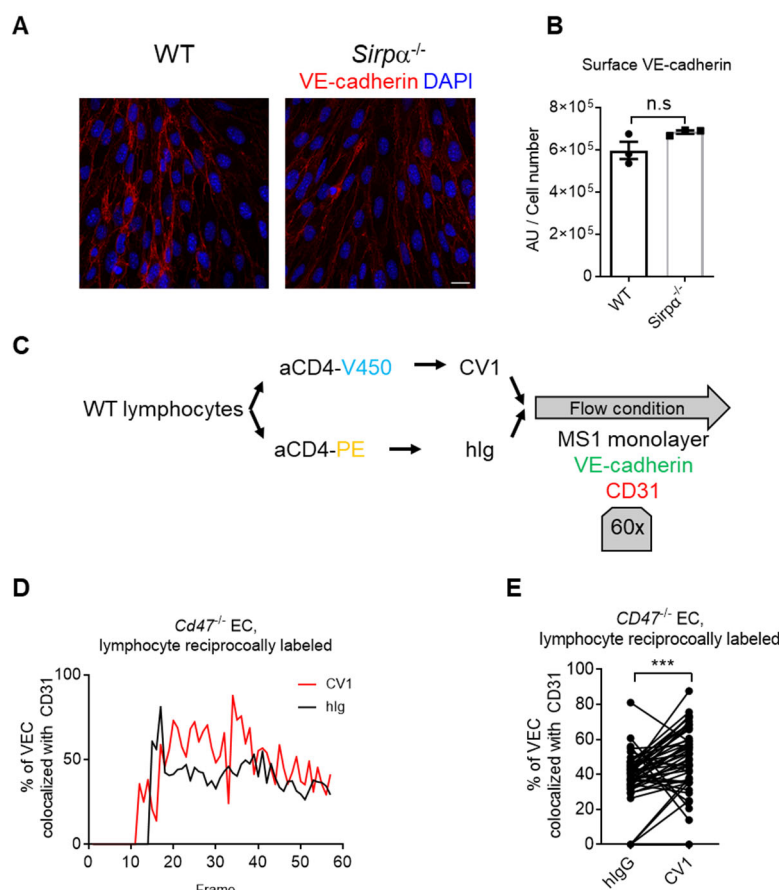 A
WT
Sirpα-/-
VE-cadherin DAPI
B
Surface VE-cadherin
n.s
8×10⁵
6×10⁵
4×10⁵
2×10⁵
0
AU / Cell number
WT
Sirpα-/-
C
WT lymphocytes
aCD4-V450
CV1
aCD4-PE
hIg
Flow condition
MS1 monolayer
VE-cadherin
CD31
60x
D
Cd47-/- EC,
lymphocyte reciprocoally labeled
% of VEC
colocalized with CD31
100
50
0
CV1
hIg
0 10 20 30 40 50 60
E
CD47-/- EC,
lymphocyte reciprocoally labeled
***
% of VEC
colocalized with CD31
100
80
60
40
20
0
hIgG
CV1